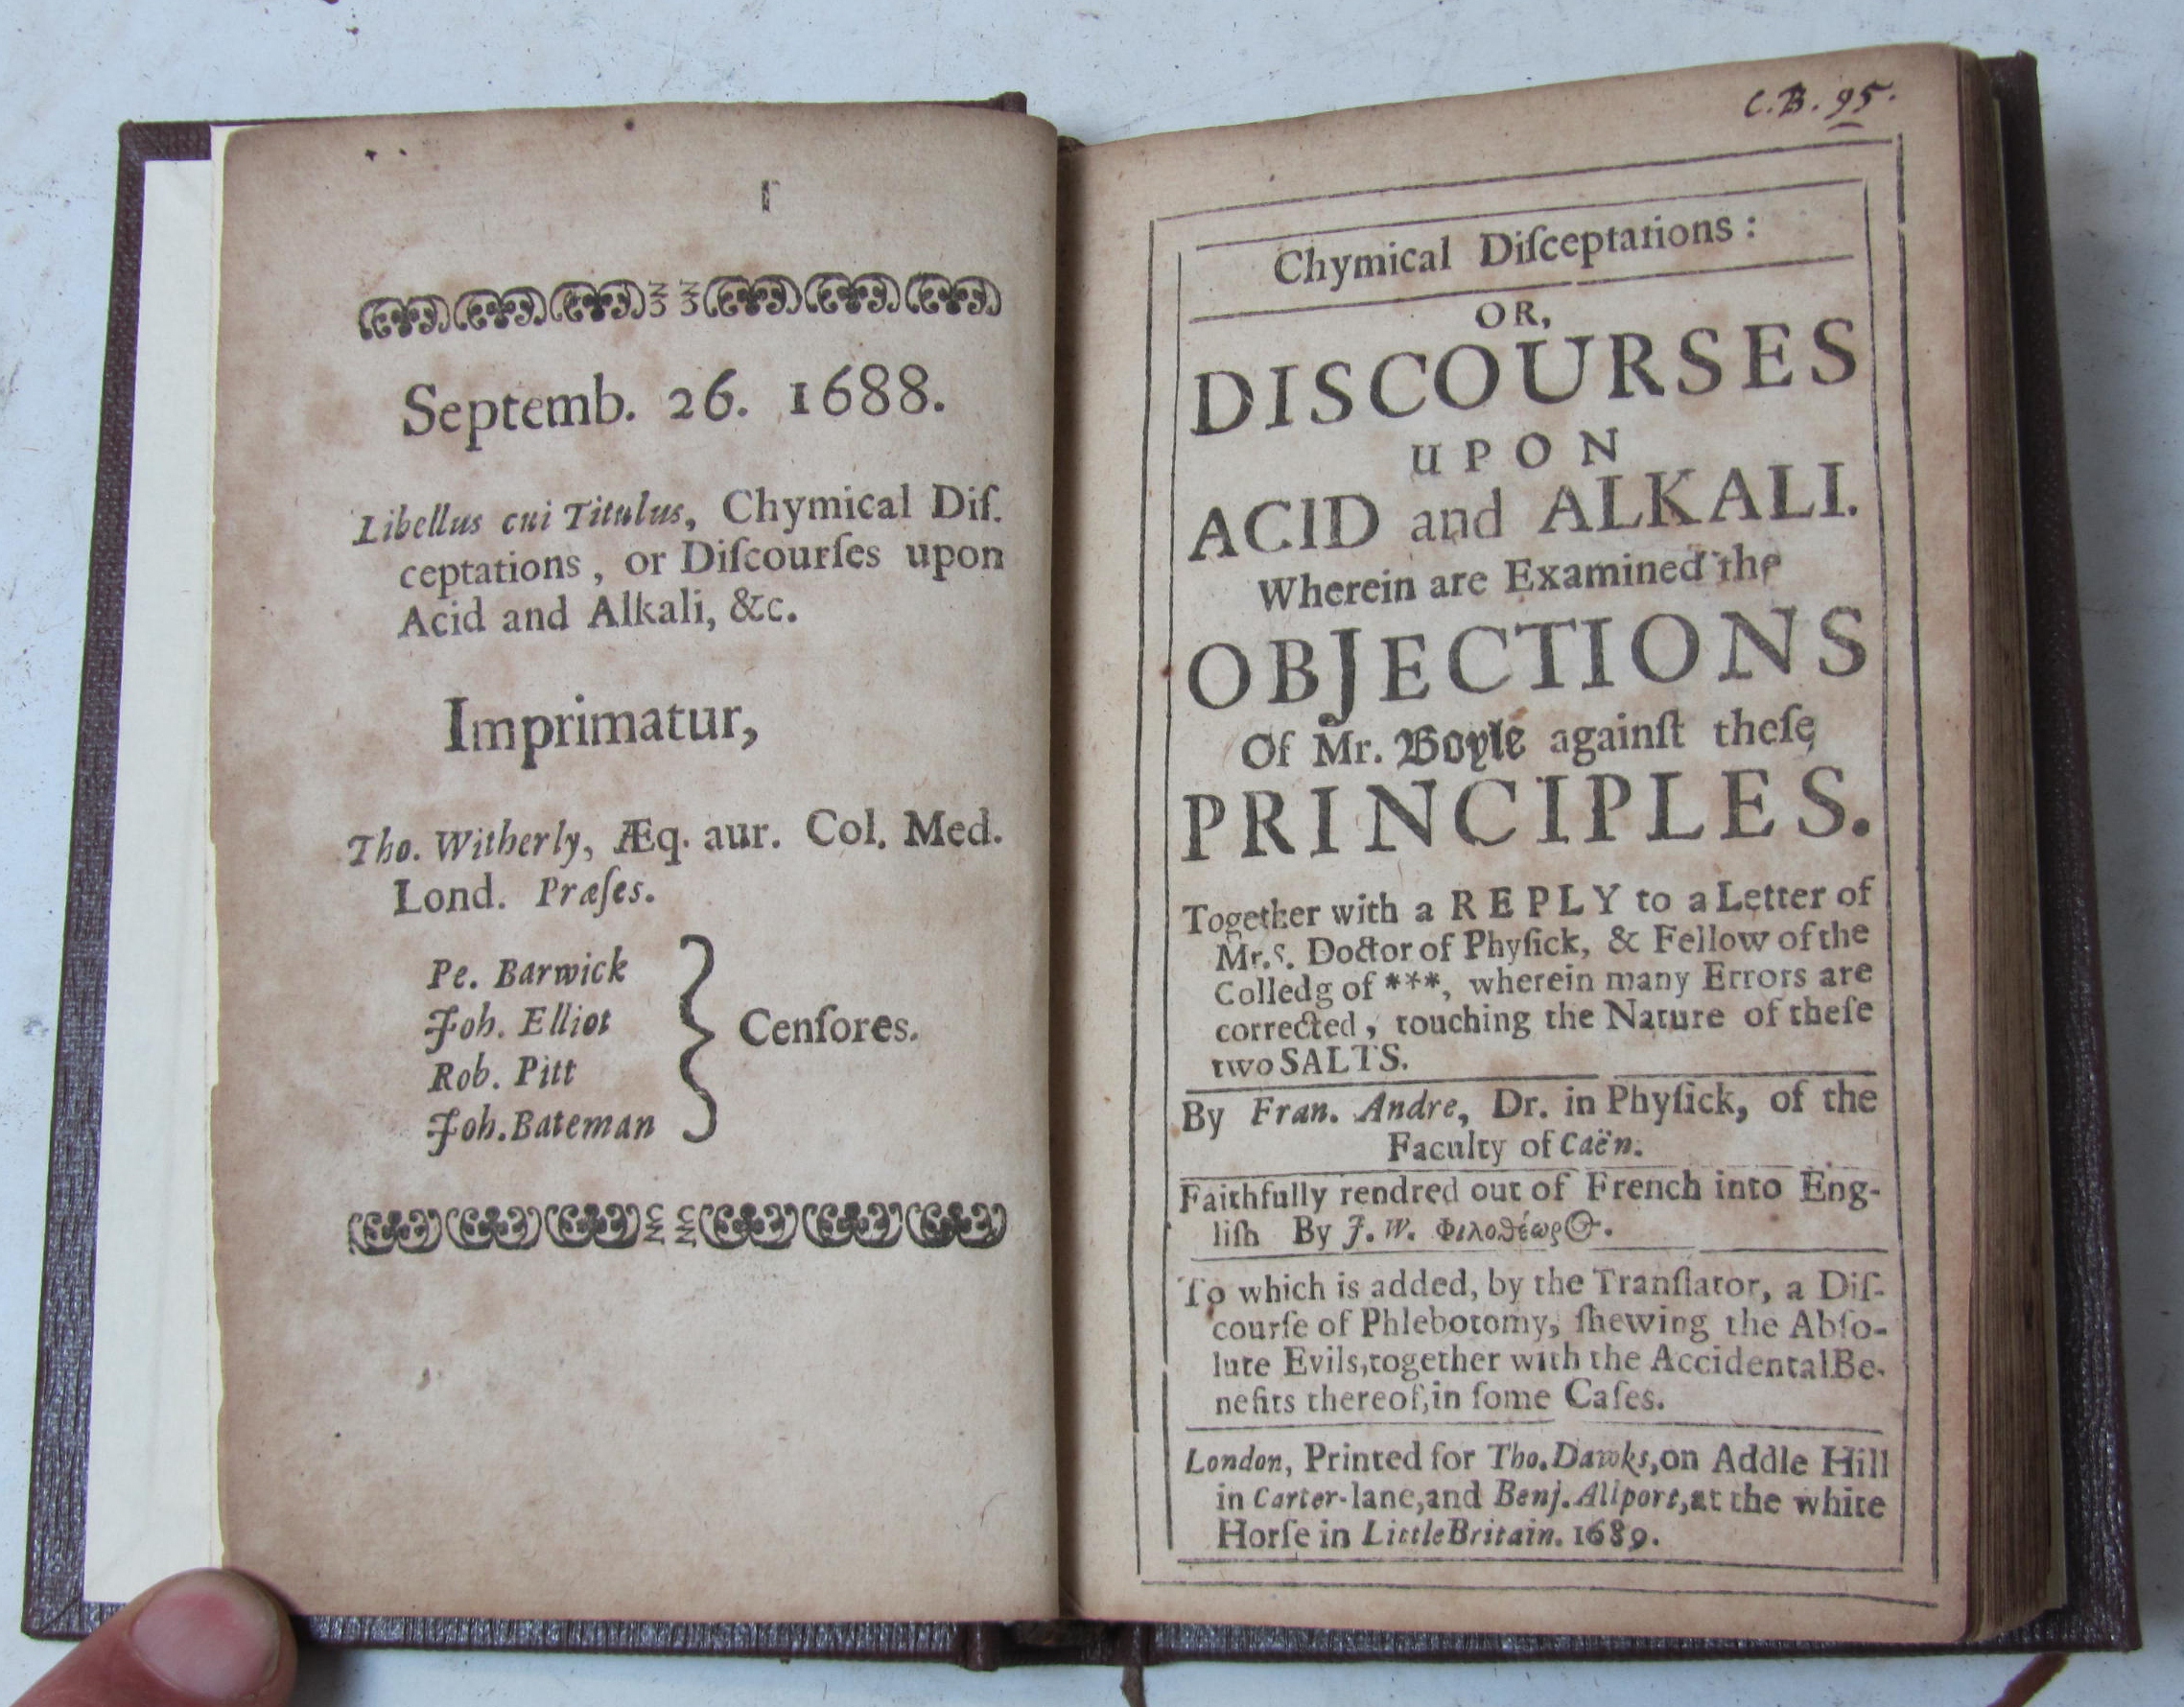 Septemb. 26. 1688.
Libellus cui Titulus, Chymical Diſ.
ceptations, or Diſcourſes upon
Acid and Alkali, &c.
Imprimatur,
Tho. Witherly, Æq. aur. Col. Med.
Lond. Præſes.
Pe. Barwick
Joh. Elliot
Rob. Pitt
Joh. Bateman
Cenſores.
C.B. 95.
Chymical Diſceptations:
OR,
DISCOURSES
UPON
ACID and ALKALI.
Wherein are Examined the
OBJECTIONS
Of Mr. Boyle againſt theſe
PRINCIPLES.
Together with a REPLY to a Letter of
Mr. S. Doctor of Phyſick, & Fellow of the
Colledg of ***, wherein many Errors are
corrected, touching the Nature of theſe
two SALTS.
By Fran. Andre, Dr. in Phyſick, of the
Faculty of Caën.
Faithfully rendred out of French into Eng-
liſh By J. W. Φιλοθέωρος.
To which is added, by the Tranſlator, a Diſ-
courſe of Phlebotomy, ſhewing the Abſo-
lute Evils, together with the Accidental Be-
nefits thereof, in ſome Caſes.
London, Printed for Tho. Dawks, on Addle Hill
in Carter-lane, and Benj. Allport, at the white
Horſe in Little Britain. 1689.